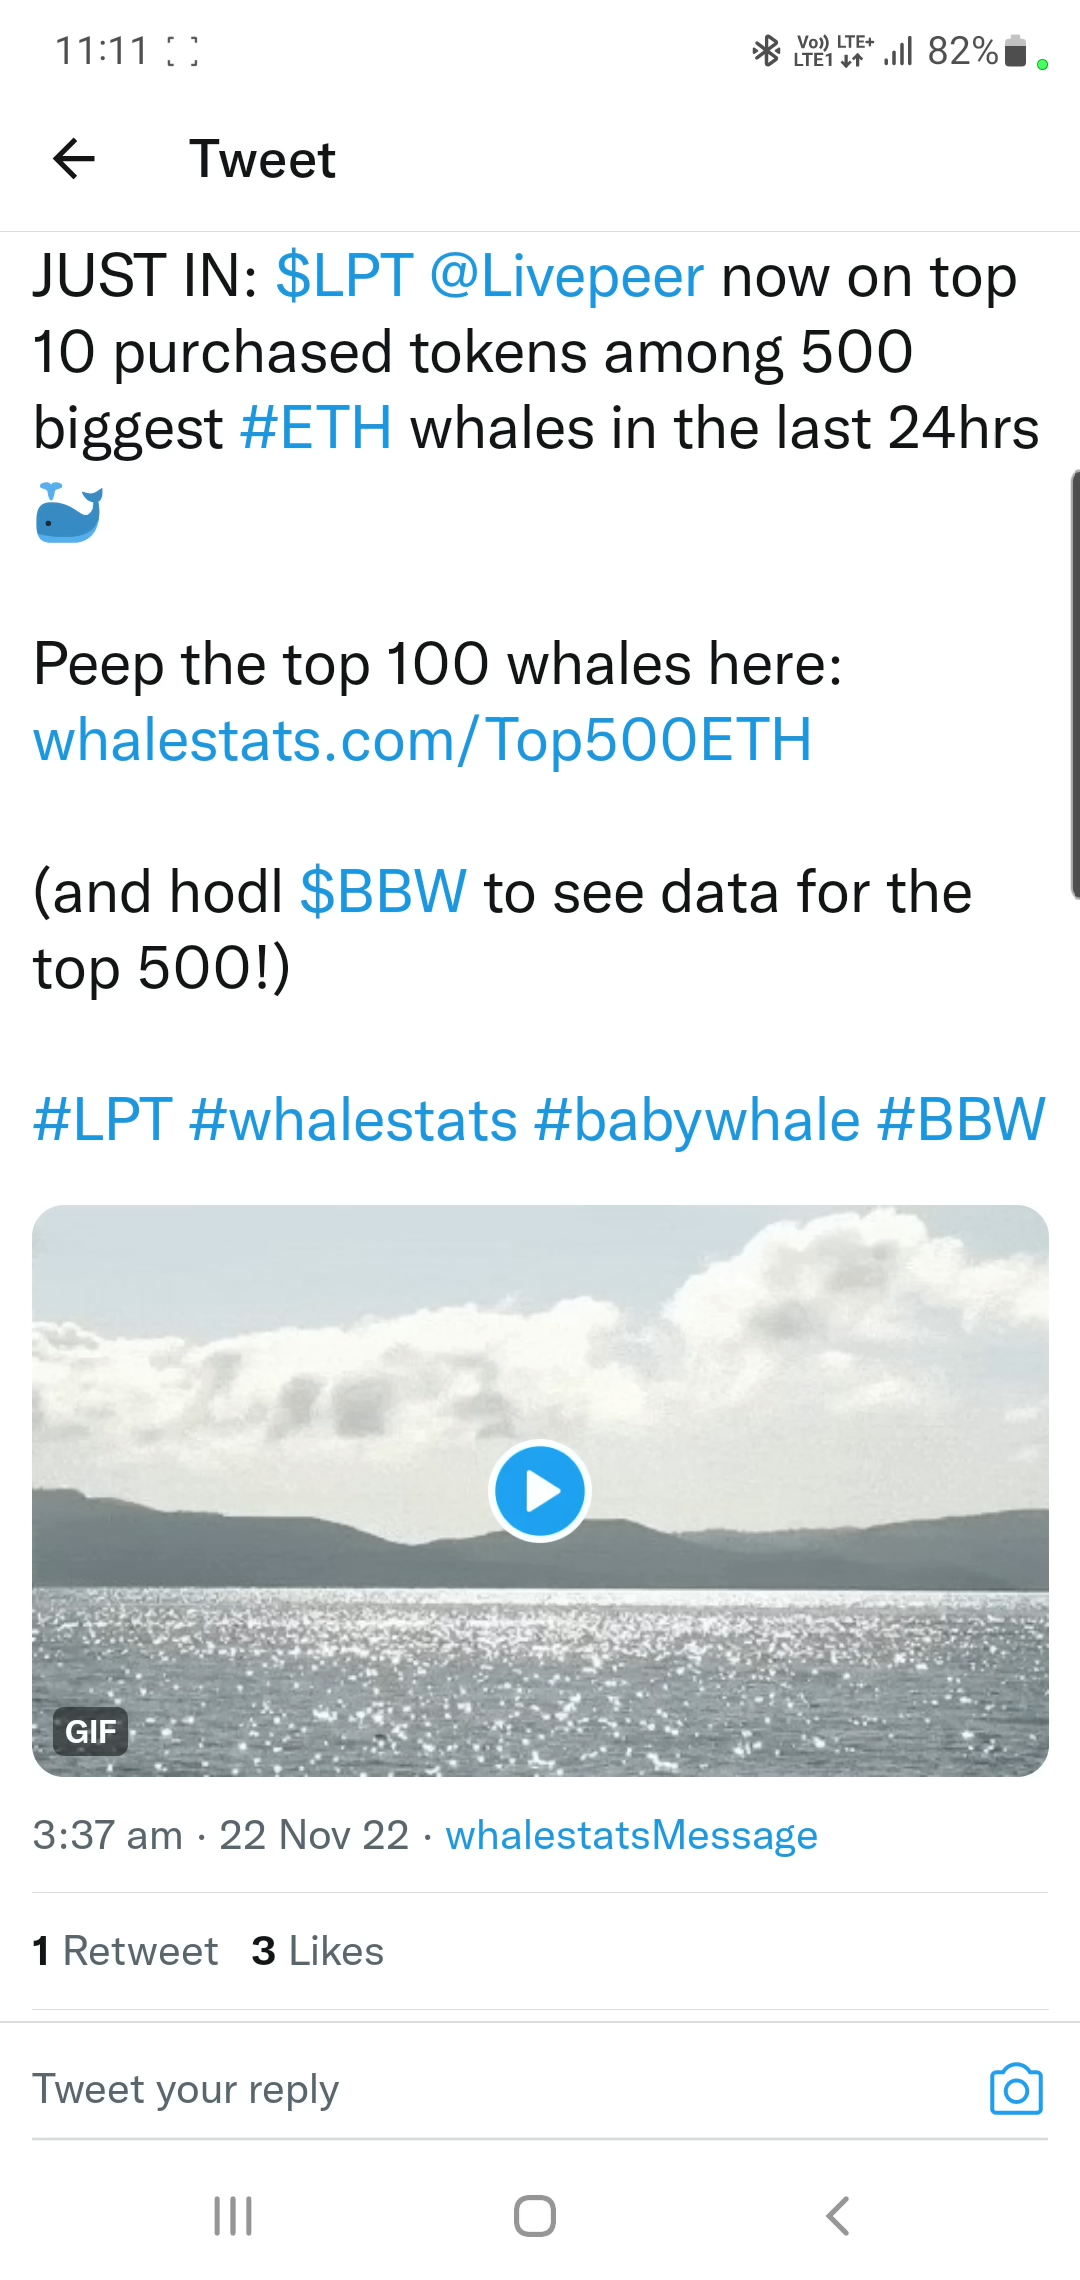 11:11 82%
Vo)) LTE+
LTE1
Tweet
JUST IN: $LPT @Livepeer now on top
10 purchased tokens among 500
biggest #ETH whales in the last 24hrs
🐳
Peep the top 100 whales here:
whalestats.com/Top500ETH
(and hodl $BBW to see data for the
top 500!)
#LPT #whalestats #babywhale #BBW
GIF
3:37 am · 22 Nov 22 · whalestatsMessage
1 Retweet 3 Likes
Tweet your reply